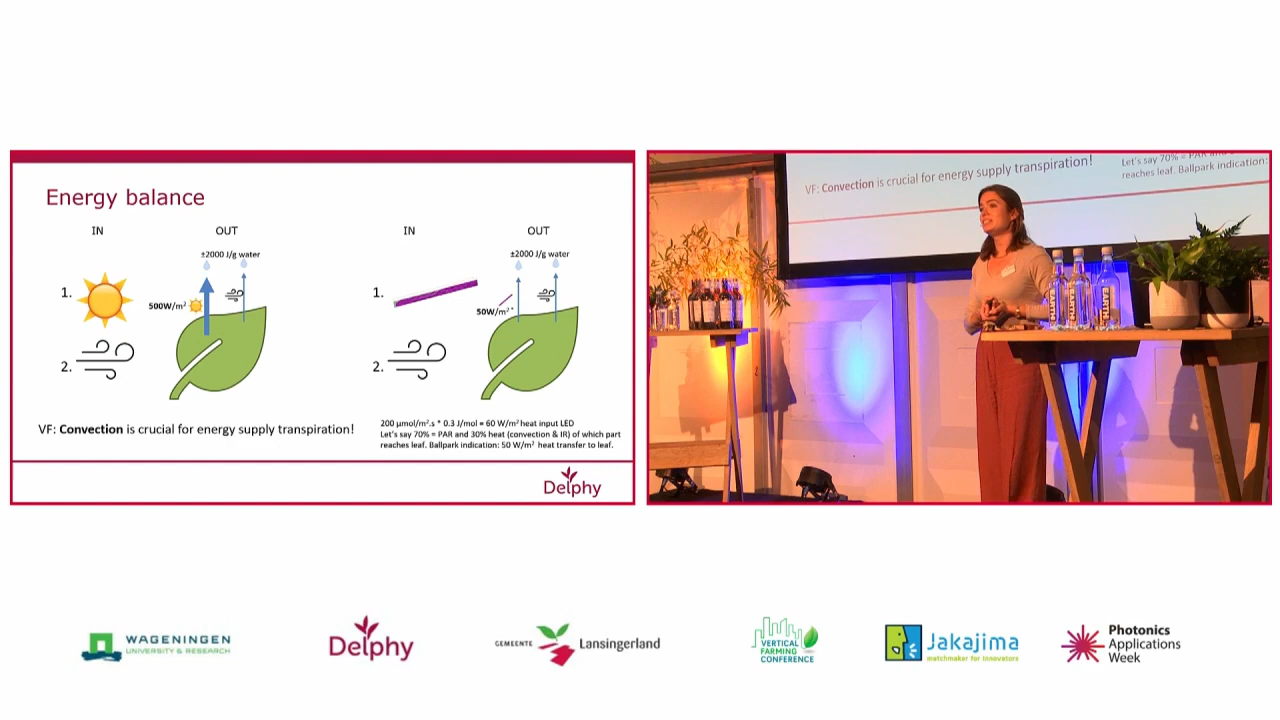 Energy balance
IN
OUT
±2000 J/g water
1.
500W/m²
2.
VF: Convection is crucial for energy supply transpiration!
IN
OUT
±2000 J/g water
1.
50W/m²*
2.
200 µmol/m².s * 0.3 J/mol = 60 W/m² heat input LED
Let's say 70% = PAR and 30% heat (convection & IR) of which part
reaches leaf. Ballpark indication: 50 W/m² heat transfer to leaf.
Delphy
VF: Convection is crucial for energy supply transpiration!
Let's say 70% = PAR and
reaches leaf. Ballpark indication:
EARTH
EARTH
EARTH
WAGENINGEN
UNIVERSITY & RESEARCH
Delphy
GEMEENTE Lansingerland
VERTICAL
FARMING
CONFERENCE
Jakajima
matchmaker for innovators
Photonics
Applications
Week